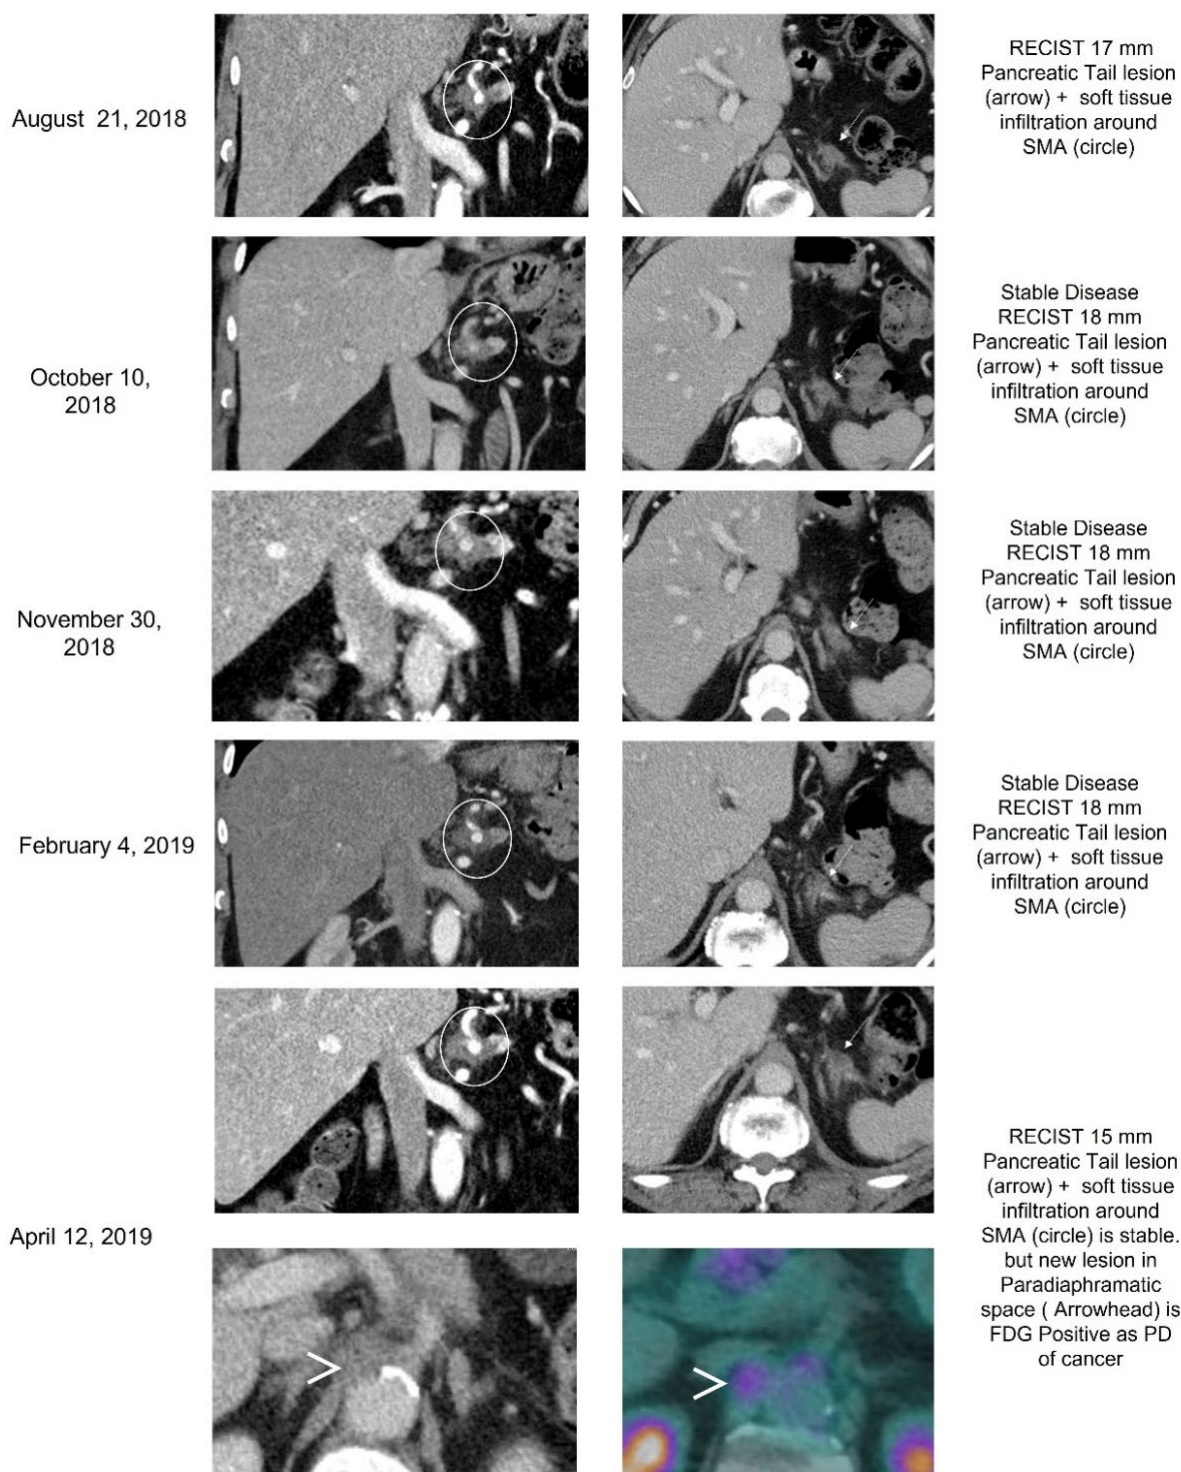 August 21, 2018
RECIST 17 mm
Pancreatic Tail lesion
(arrow) + soft tissue
infiltration around
SMA (circle)
October 10,
2018
Stable Disease
RECIST 18 mm
Pancreatic Tail lesion
(arrow) + soft tissue
infiltration around
SMA (circle)
November 30,
2018
Stable Disease
RECIST 18 mm
Pancreatic Tail lesion
(arrow) + soft tissue
infiltration around
SMA (circle)
February 4, 2019
Stable Disease
RECIST 18 mm
Pancreatic Tail lesion
(arrow) + soft tissue
infiltration around
SMA (circle)
April 12, 2019
RECIST 15 mm
Pancreatic Tail lesion
(arrow) + soft tissue
infiltration around
SMA (circle) is stable.
but new lesion in
Paradiaphramatic
space ( Arrowhead) is
FDG Positive as PD
of cancer